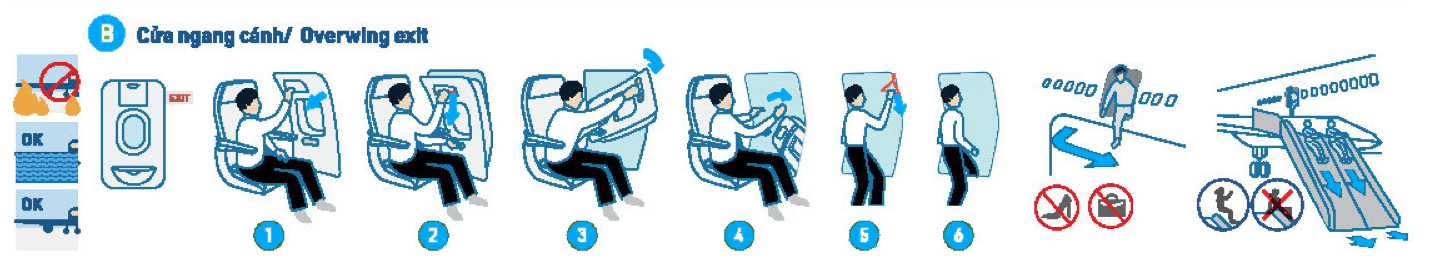 B Cửa ngang cánh/ Overwing exit
EXIT
OK
OK
1 2 3 4 5 6